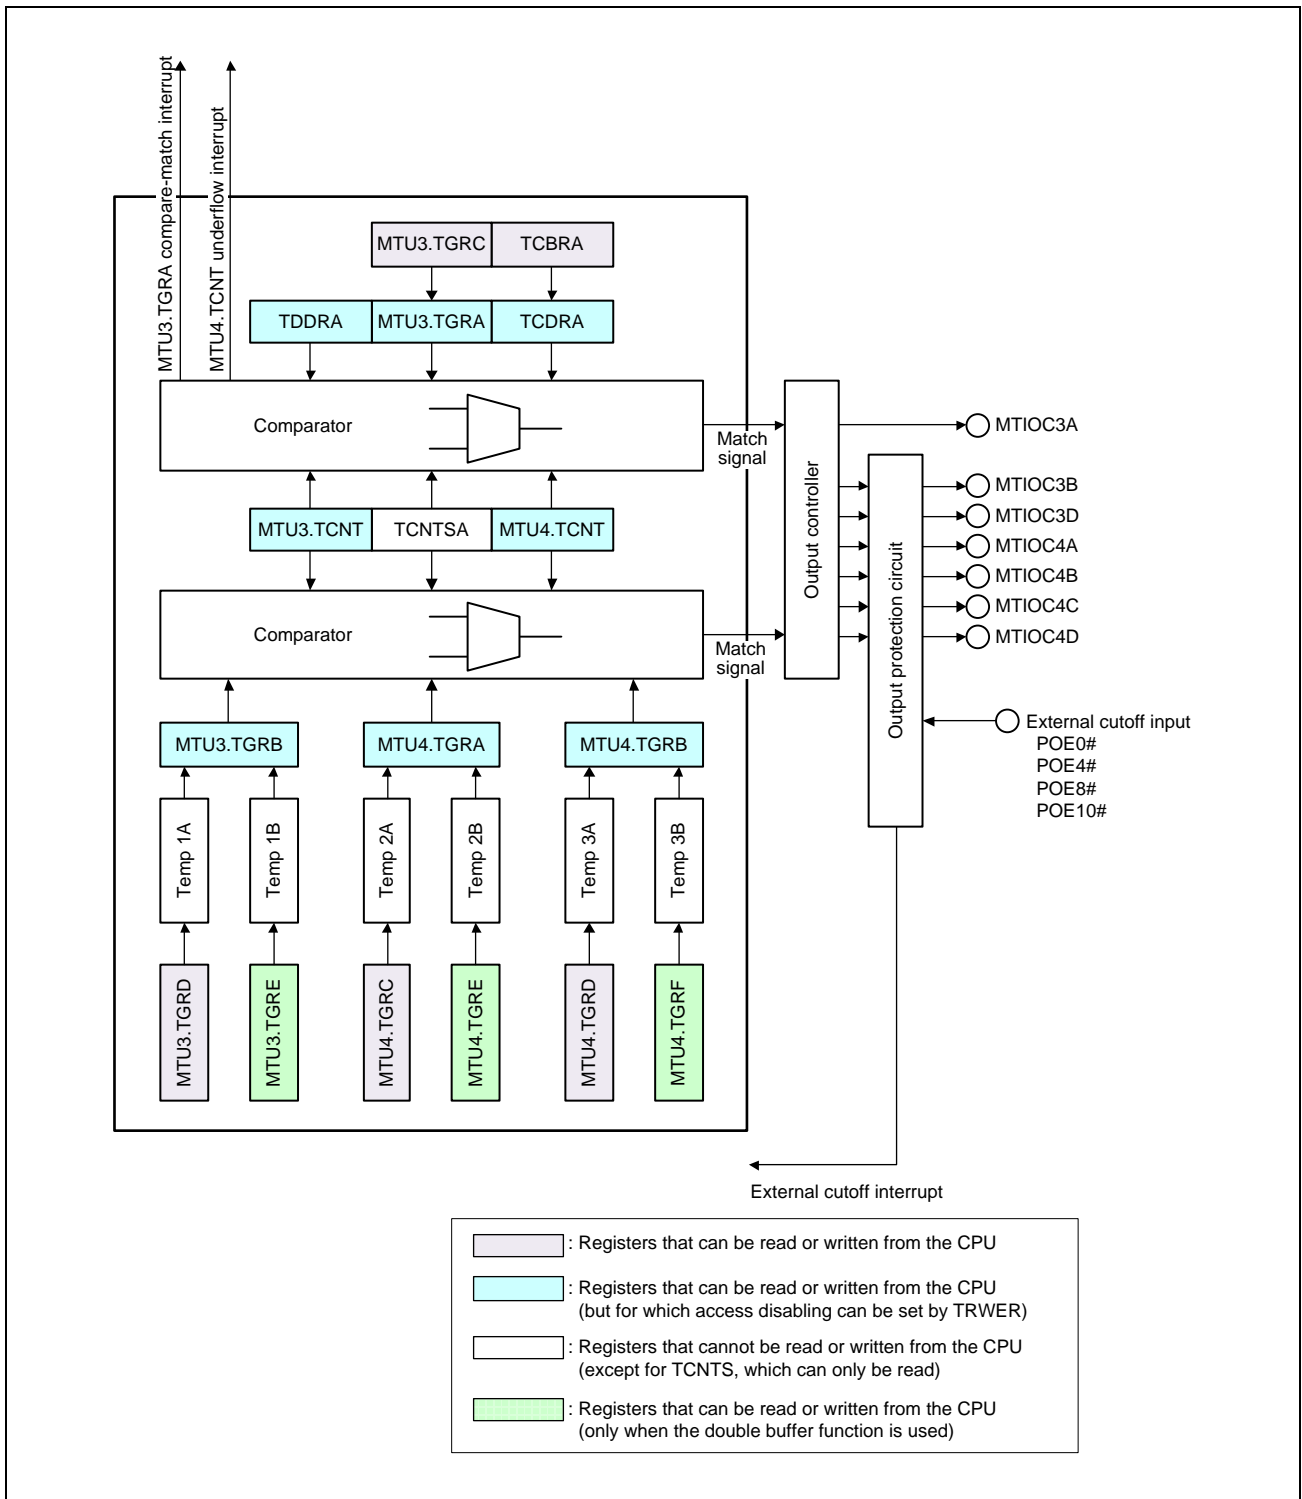 MTU3.TGRA compare-match interrupt
MTU4.TCNT underflow interrupt
MTU3.TGRC
TCBRA
TDDRA
MTU3.TGRA
TCDRA
Comparator
Match
signal
MTU3.TCNT
TCNTSA
MTU4.TCNT
Comparator
Match
signal
MTU3.TGRB
MTU4.TGRA
MTU4.TGRB
Temp 1A
Temp 1B
Temp 2A
Temp 2B
Temp 3A
Temp 3B
MTU3.TGRD
MTU3.TGRE
MTU4.TGRC
MTU4.TGRE
MTU4.TGRD
MTU4.TGRF
Output controller
Output protection circuit
MTIOC3A
MTIOC3B
MTIOC3D
MTIOC4A
MTIOC4B
MTIOC4C
MTIOC4D
External cutoff input
POE0#
POE4#
POE8#
POE10#
External cutoff interrupt
: Registers that can be read or written from the CPU
: Registers that can be read or written from the CPU
(but for which access disabling can be set by TRWER)
: Registers that cannot be read or written from the CPU
(except for TCNTS, which can only be read)
: Registers that can be read or written from the CPU
(only when the double buffer function is used)